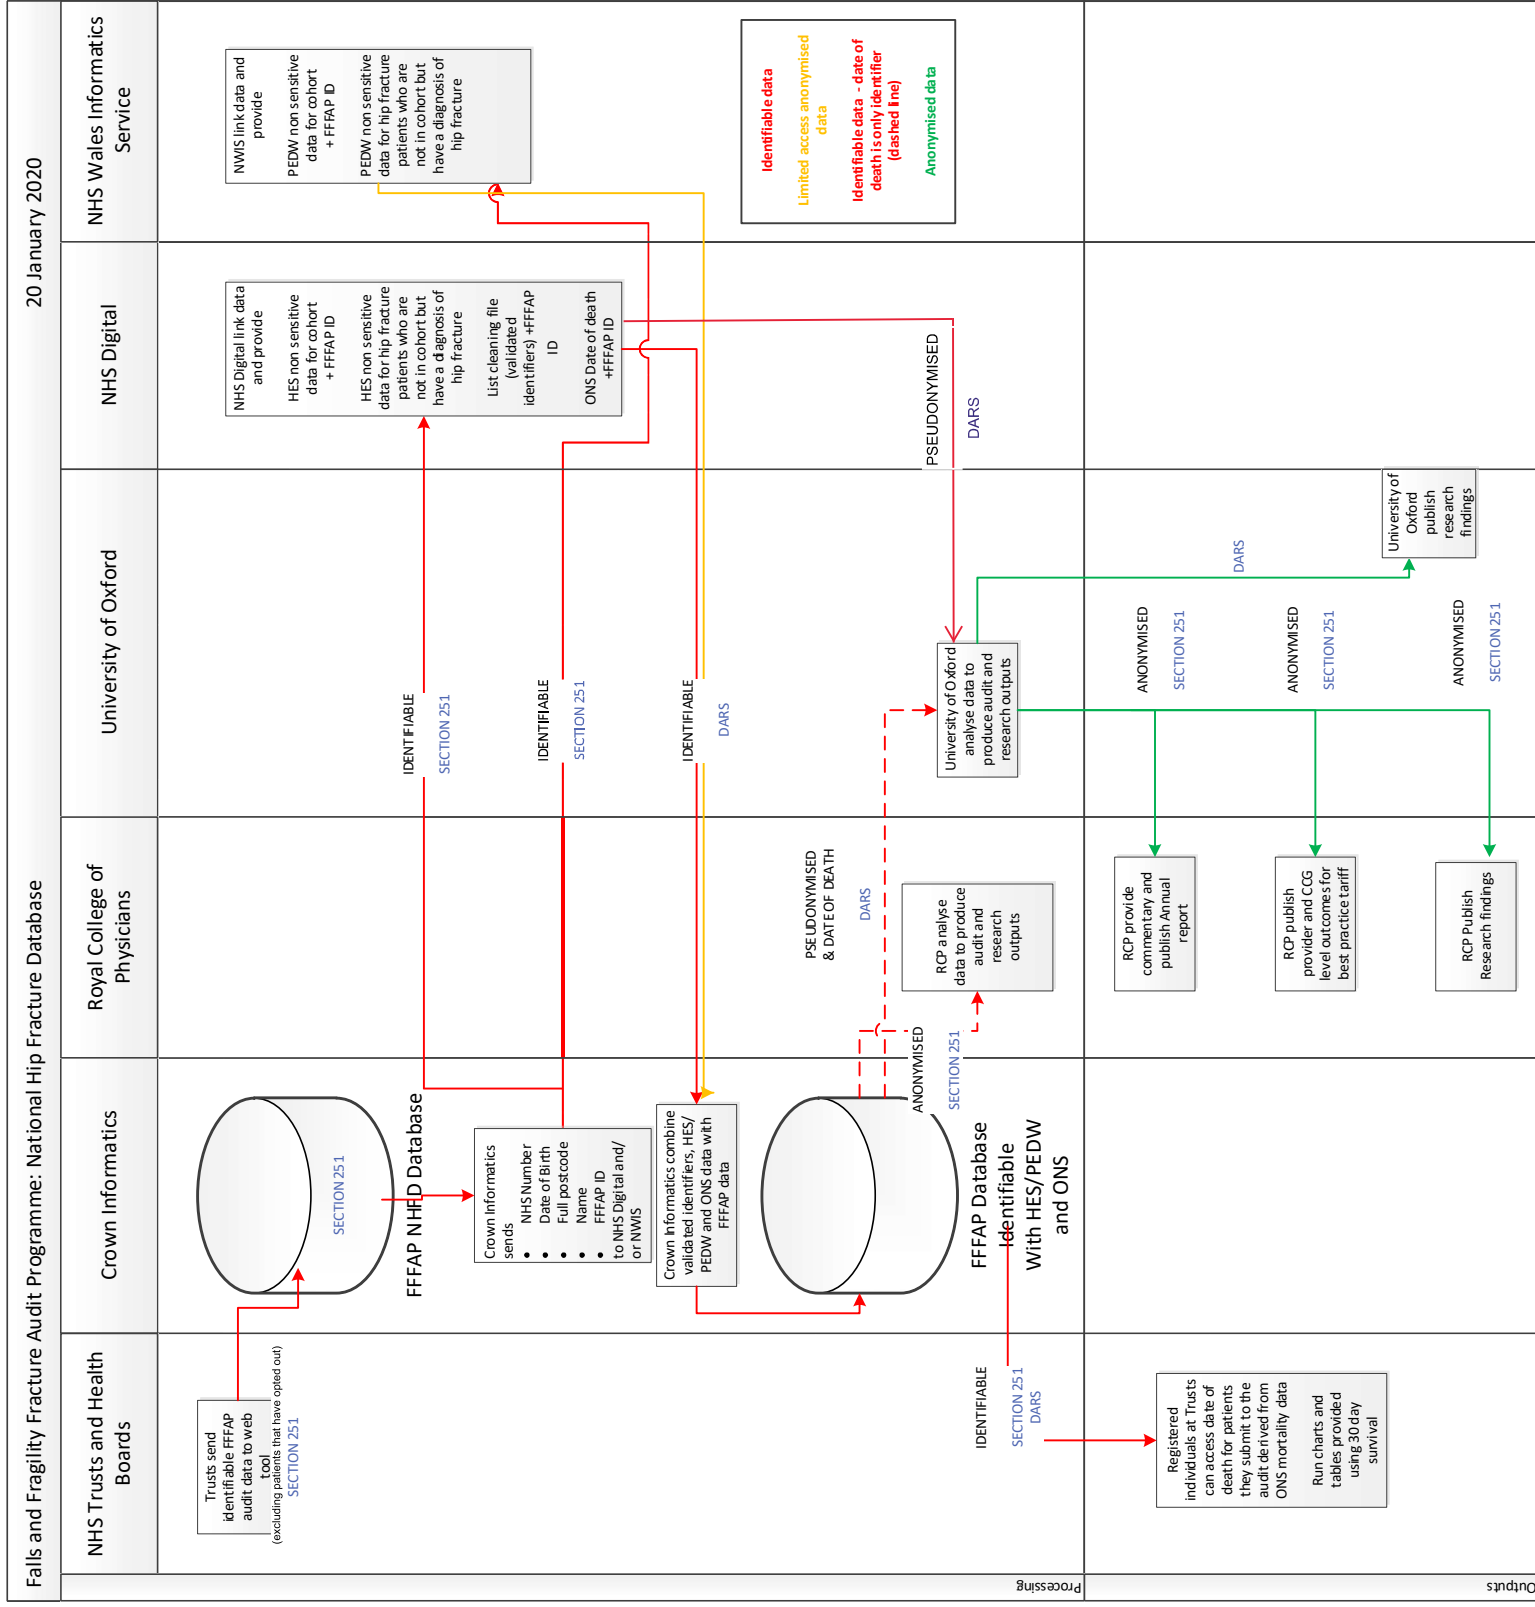 Falls and Fragility Fracture Audit Programme: National Hip Fracture Database
20 January 2020
NHS Trusts and Health
Boards
Crown Informatics
Royal College of
Physicians
University of Oxford
NHS Digital
NHS Wales Informatics
Service
Processing
Outputs
Trusts send
identifiable FFFAP
audit data to web
tool
(excluding patients that have opted out)
SECTION 251
SECTION 251
FFFAP NHFD Database
Crown Informatics
sends
• NHS Number
• Date of Birth
• Full postcode
• Name
• FFFAP ID
to NHS Digital and/
or NWIS
Crown Informatics combine
validated identifiers, HES/
PEDW and ONS data with
FFFAP data
FFFAP Database
Identifiable
With HES/PEDW
and ONS
IDENTIFIABLE
SECTION 251
IDENTIFIABLE
SECTION 251
IDENTIFIABLE
DARS
NHS Digital link data
and provide
HES non sensitive
data for cohort
+ FFFAP ID
HES non sensitive
data for hip fracture
patients who are
not in cohort but
have a diagnosis of
hip fracture
List cleaning file
(validated
identifiers) +FFFAP
ID
ONS Date of death
+FFFAP ID
NWIS link data and
provide
PEDW non sensitive
data for cohort
+ FFFAP ID
PEDW non sensitive
data for hip fracture
patients who are
not in cohort but
have a diagnosis of
hip fracture
Identifiable data
Limited access anonymised
data
Identifiable data - date of
death is only identifier
(dashed line)
Anonymised data
PSEUDONYMISED
DARS
PSEUDONYMISED
& DATE OF DEATH
DARS
ANONYMISED
SECTION 251
RCP analyse
data to produce
audit and
research
outputs
University of Oxford
analyse data to
produce audit and
research outputs
IDENTIFIABLE
SECTION 251
DARS
Registered
individuals at Trusts
can access date of
death for patients
they submit to the
audit derived from
ONS mortality data
Run charts and
tables provided
using 30 day
survival
RCP provide
commentary and
publish Annual
report
ANONYMISED
SECTION 251
RCP publish
provider and CCG
level outcomes for
best practice tariff
ANONYMISED
SECTION 251
RCP Publish
Research findings
ANONYMISED
SECTION 251
DARS
University of
Oxford
publish
research
findings